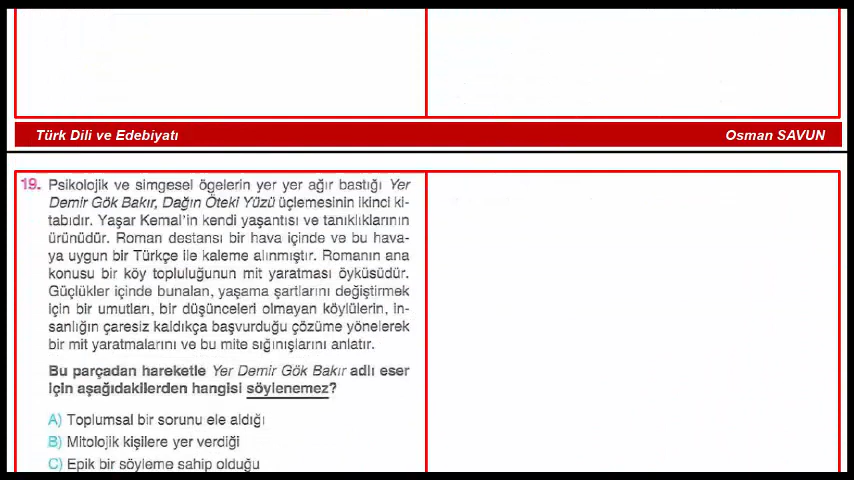 Türk Dili ve Edebiyatı
Osman SAVUN
19. Psikolojik ve simgesel ögelerin yer yer ağır bastığı Yer
Demir Gök Bakır, Dağın Öteki Yüzü üçlemesinin ikinci ki-
tabıdır. Yaşar Kemal'in kendi yaşantısı ve tanıklıklarının
ürünüdür. Roman destansı bir hava içinde ve bu hava-
ya uygun bir Türkçe ile kaleme alınmıştır. Romanın ana
konusu bir köy topluluğunun mit yaratması öyküsüdür.
Güçlükler içinde bunalan, yaşama şartlarını değiştirmek
için bir umutları, bir düşünceleri olmayan köylülerin, in-
sanlığın çaresiz kaldıkça başvurduğu çözüme yönelerek
bir mit yaratmalarını ve bu mite sığınışlarını anlatır.
Bu parçadan hareketle Yer Demir Gök Bakır adlı eser
için aşağıdakilerden hangisi söylenemez?
A) Toplumsal bir sorunu ele aldığı
B) Mitolojik kişilere yer verdiği
C) Epik bir söyleme sahip olduğu